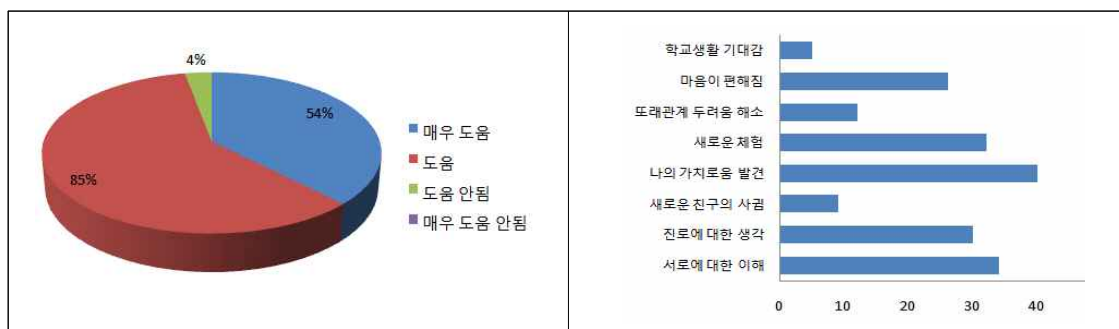 4%
54%
85%
매우 도움
도움
도움 안됨
매우 도움 안됨
학교생활 기대감
마음이 편해짐
또래관계 두려움 해소
새로운 체험
나의 가치로움 발견
새로운 친구의 사귐
진로에 대한 생각
서로에 대한 이해
0 10 20 30 40